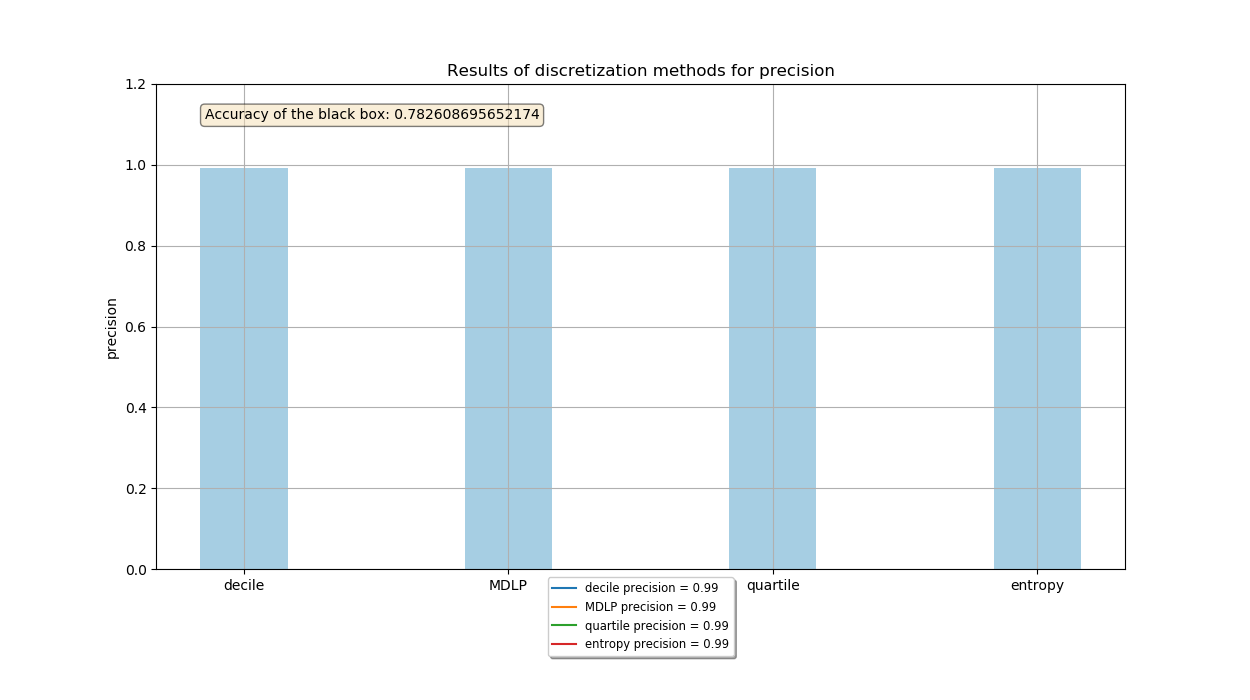 Results of discretization methods for precision
Accuracy of the black box: 0.782608695652174
1.2
1.0
0.8
0.6
0.4
0.2
0.0
precision
decile MDLP quartile entropy
decile precision = 0.99
MDLP precision = 0.99
quartile precision = 0.99
entropy precision = 0.99